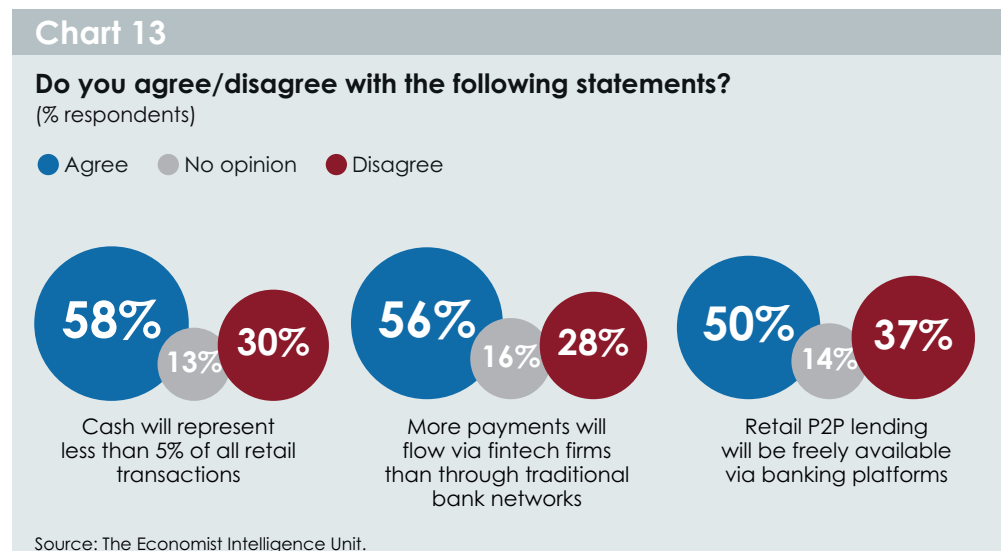 Chart 13
Do you agree/disagree with the following statements?
(% respondents)
Agree No opinion Disagree
58% 13% 30%
Cash will represent
less than 5% of all retail
transactions
56% 16% 28%
More payments will
flow via fintech firms
than through traditional
bank networks
50% 14% 37%
Retail P2P lending
will be freely available
via banking platforms
Source: The Economist Intelligence Unit.